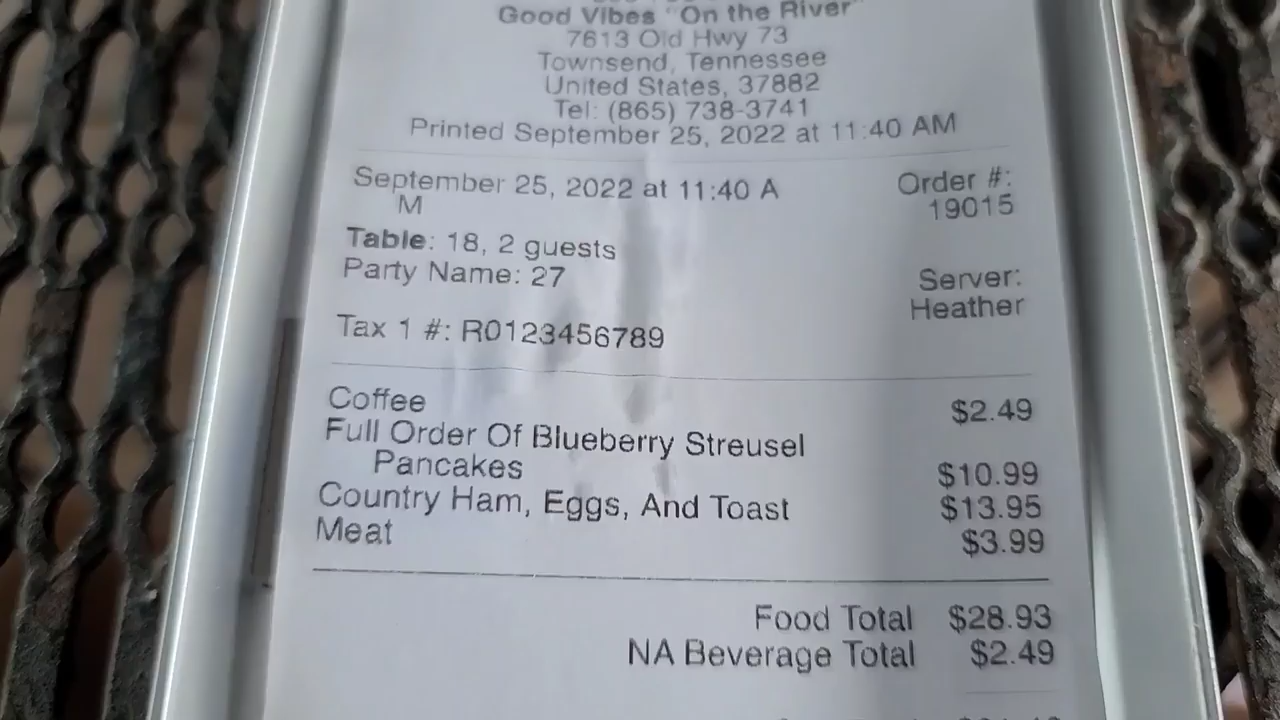 Good Vibes "On the River"
7613 Old Hwy 73
Townsend, Tennessee
United States, 37882
Tel: (865) 738-3741
Printed September 25, 2022 at 11:40 AM
September 25, 2022 at 11:40 A
M
Order #:
19015
Table: 18, 2 guests
Party Name: 27
Server:
Heather
Tax 1 #: R0123456789
Coffee $2.49
Full Order Of Blueberry Streusel
Pancakes $10.99
Country Ham, Eggs, And Toast $13.95
Meat $3.99
Food Total $28.93
NA Beverage Total $2.49